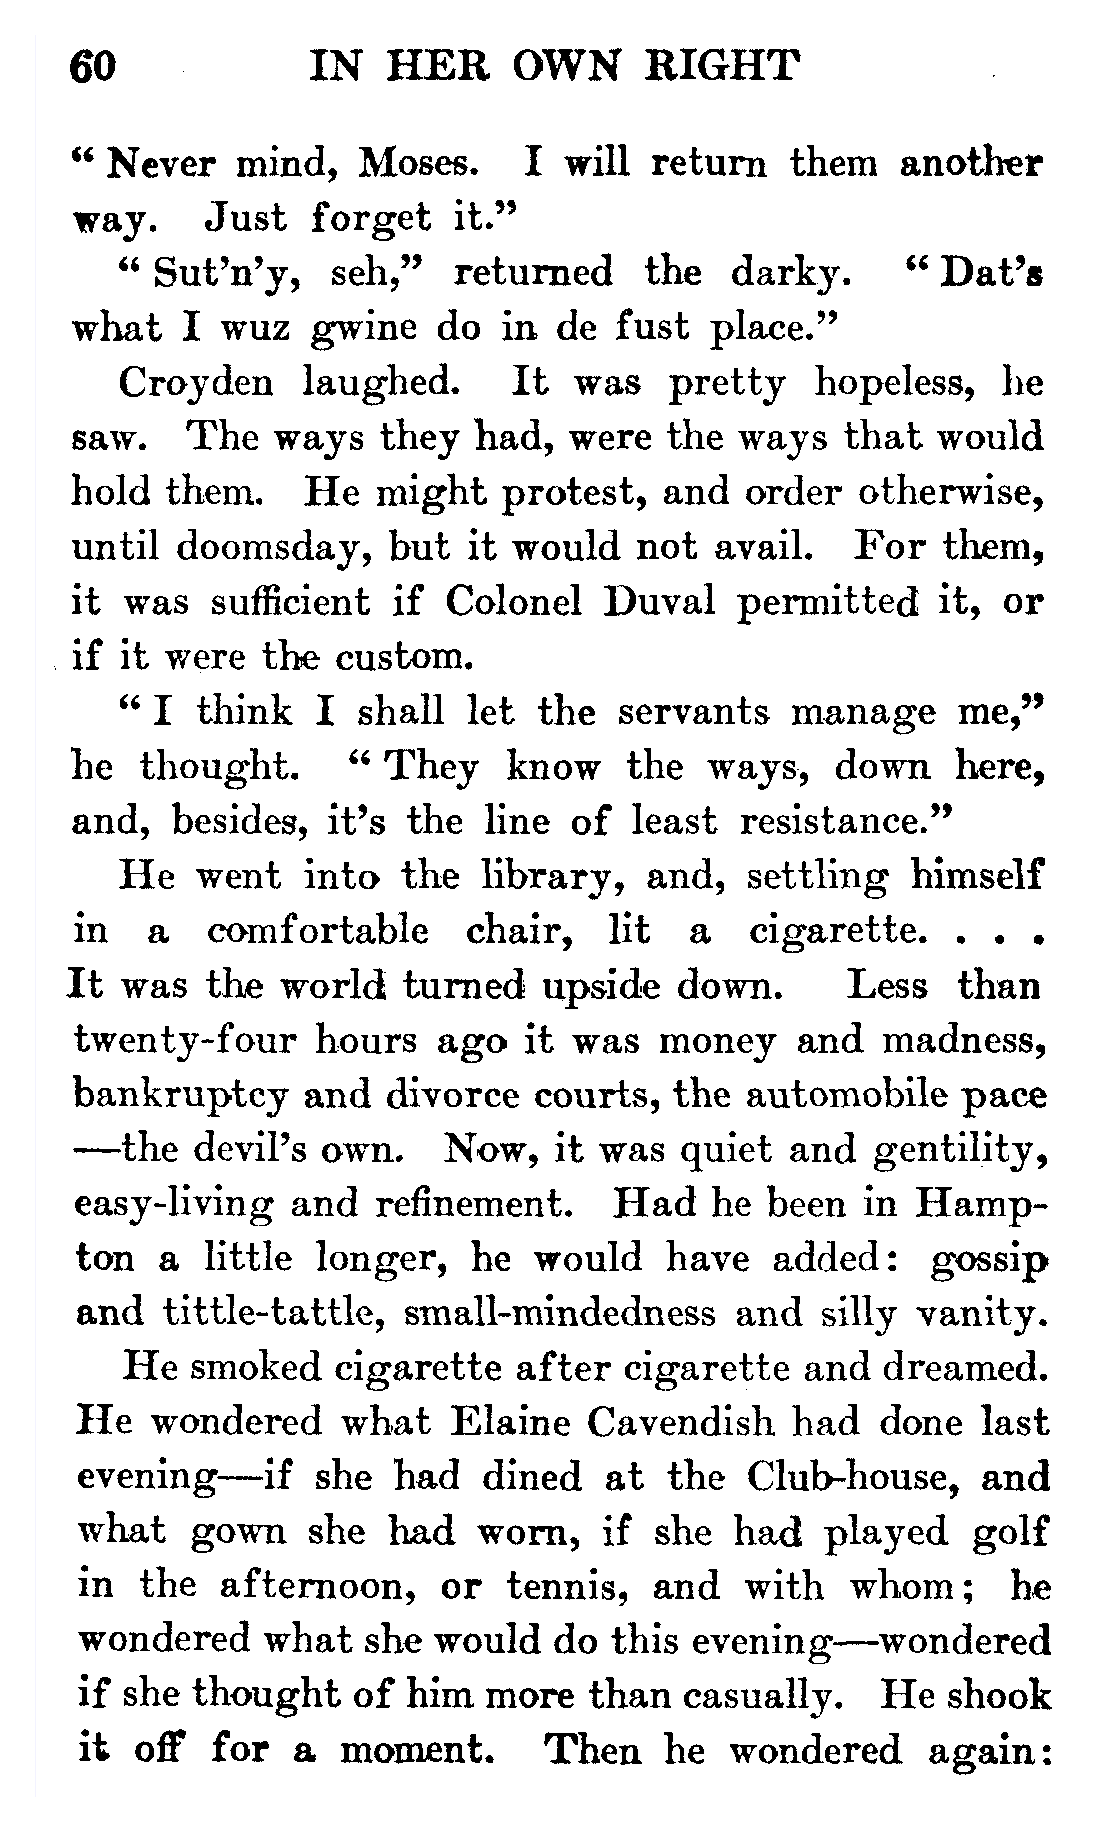 60 IN HER OWN RIGHT
“ Never mind, Moses. I will return them another
way. Just forget it.”
“ Sut’n’y, seh,” returned the darky. “ Dat’s
what I wuz gwine do in de fust place.”
Croyden laughed. It was pretty hopeless, he
saw. The ways they had, were the ways that would
hold them. He might protest, and order otherwise,
until doomsday, but it would not avail. For them,
it was sufficient if Colonel Duval permitted it, or
if it were the custom.
“ I think I shall let the servants manage me,”
he thought. “ They know the ways, down here,
and, besides, it’s the line of least resistance.”
He went into the library, and, settling himself
in a comfortable chair, lit a cigarette. . . .
It was the world turned upside down. Less than
twenty-four hours ago it was money and madness,
bankruptcy and divorce courts, the automobile pace
—the devil’s own. Now, it was quiet and gentility,
easy-living and refinement. Had he been in Hamp-
ton a little longer, he would have added: gossip
and tittle-tattle, small-mindedness and silly vanity.
He smoked cigarette after cigarette and dreamed.
He wondered what Elaine Cavendish had done last
evening—if she had dined at the Club-house, and
what gown she had worn, if she had played golf
in the afternoon, or tennis, and with whom; he
wondered what she would do this evening—wondered
if she thought of him more than casually. He shook
it off for a moment. Then he wondered again: